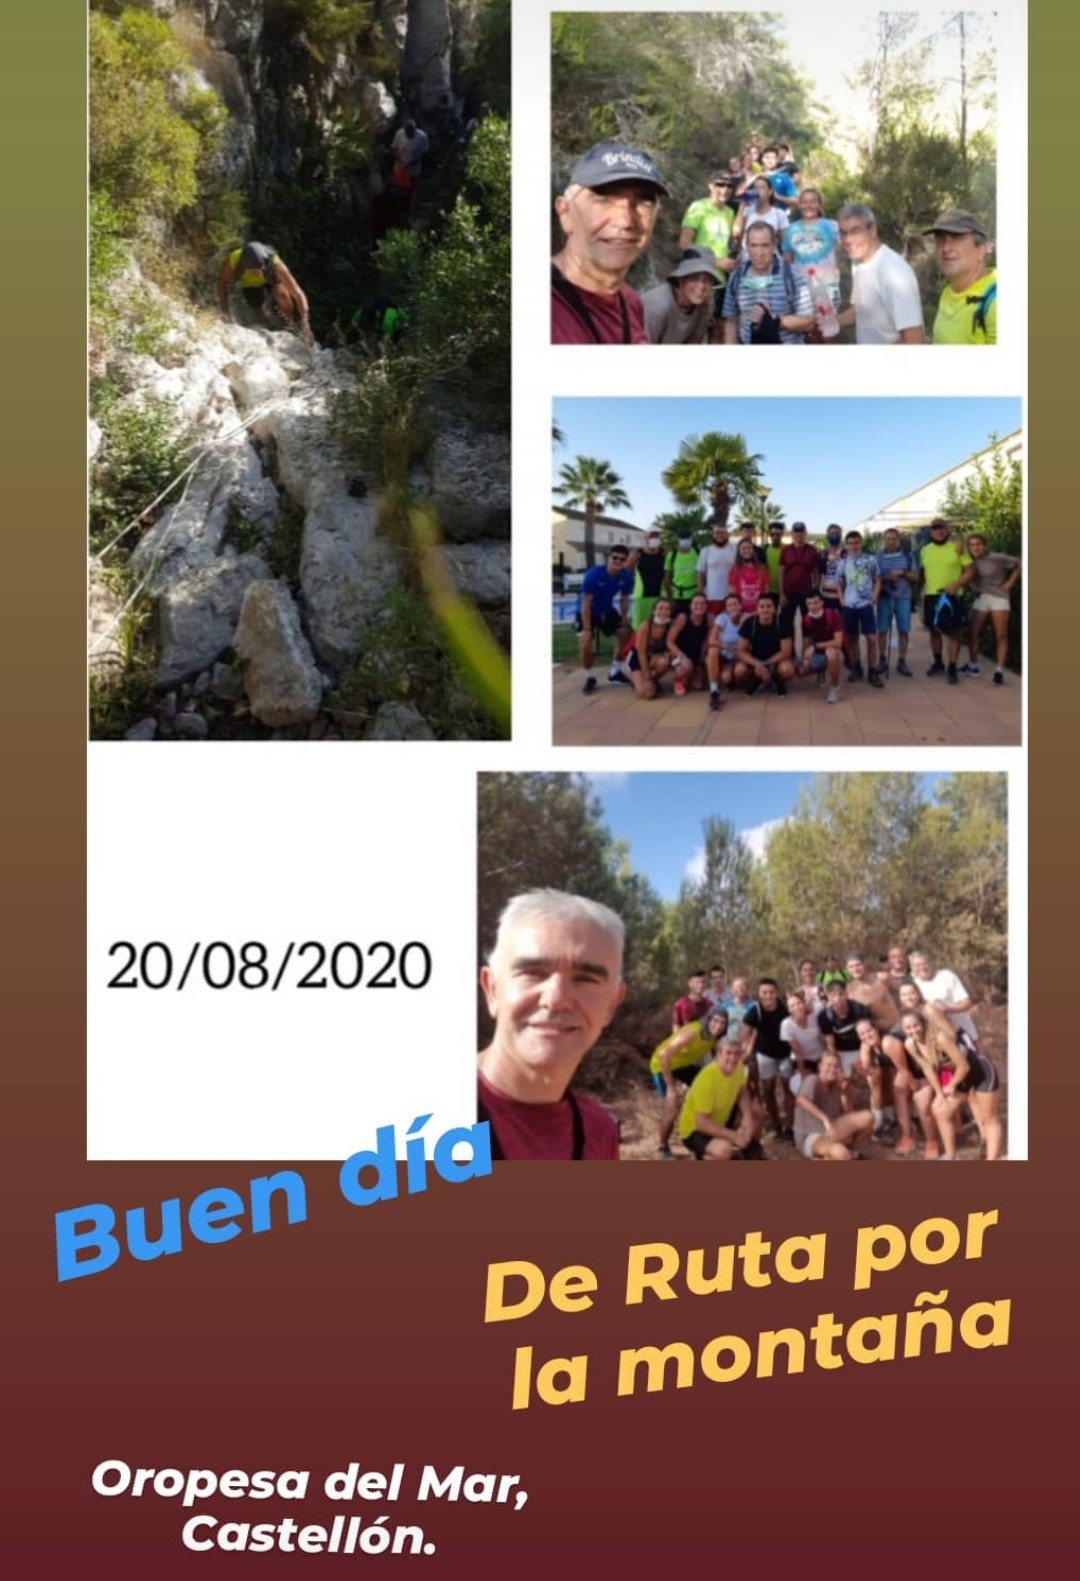 20/08/2020
Buen día
De Ruta por
la montaña
Oropesa del Mar,
Castellón.